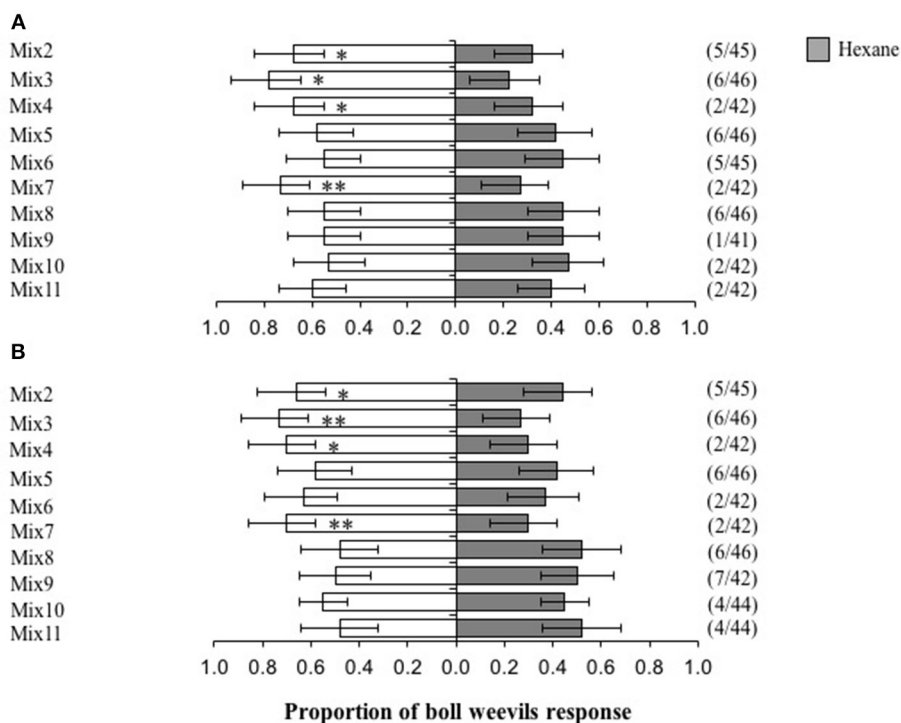 A
Mix2 * (5/45) Hexane
Mix3 * (6/46)
Mix4 * (2/42)
Mix5 (6/46)
Mix6 (5/45)
Mix7 ** (2/42)
Mix8 (6/46)
Mix9 (1/41)
Mix10 (2/42)
Mix11 (2/42)
1.0 0.8 0.6 0.4 0.2 0.0 0.2 0.4 0.6 0.8 1.0
B
Mix2 * (5/45)
Mix3 ** (6/46)
Mix4 * (2/42)
Mix5 (6/46)
Mix6 (2/42)
Mix7 ** (2/42)
Mix8 (6/46)
Mix9 (7/42)
Mix10 (4/44)
Mix11 (4/44)
1.0 0.8 0.6 0.4 0.2 0.0 0.2 0.4 0.6 0.8 1.0
Proportion of boll weevils response